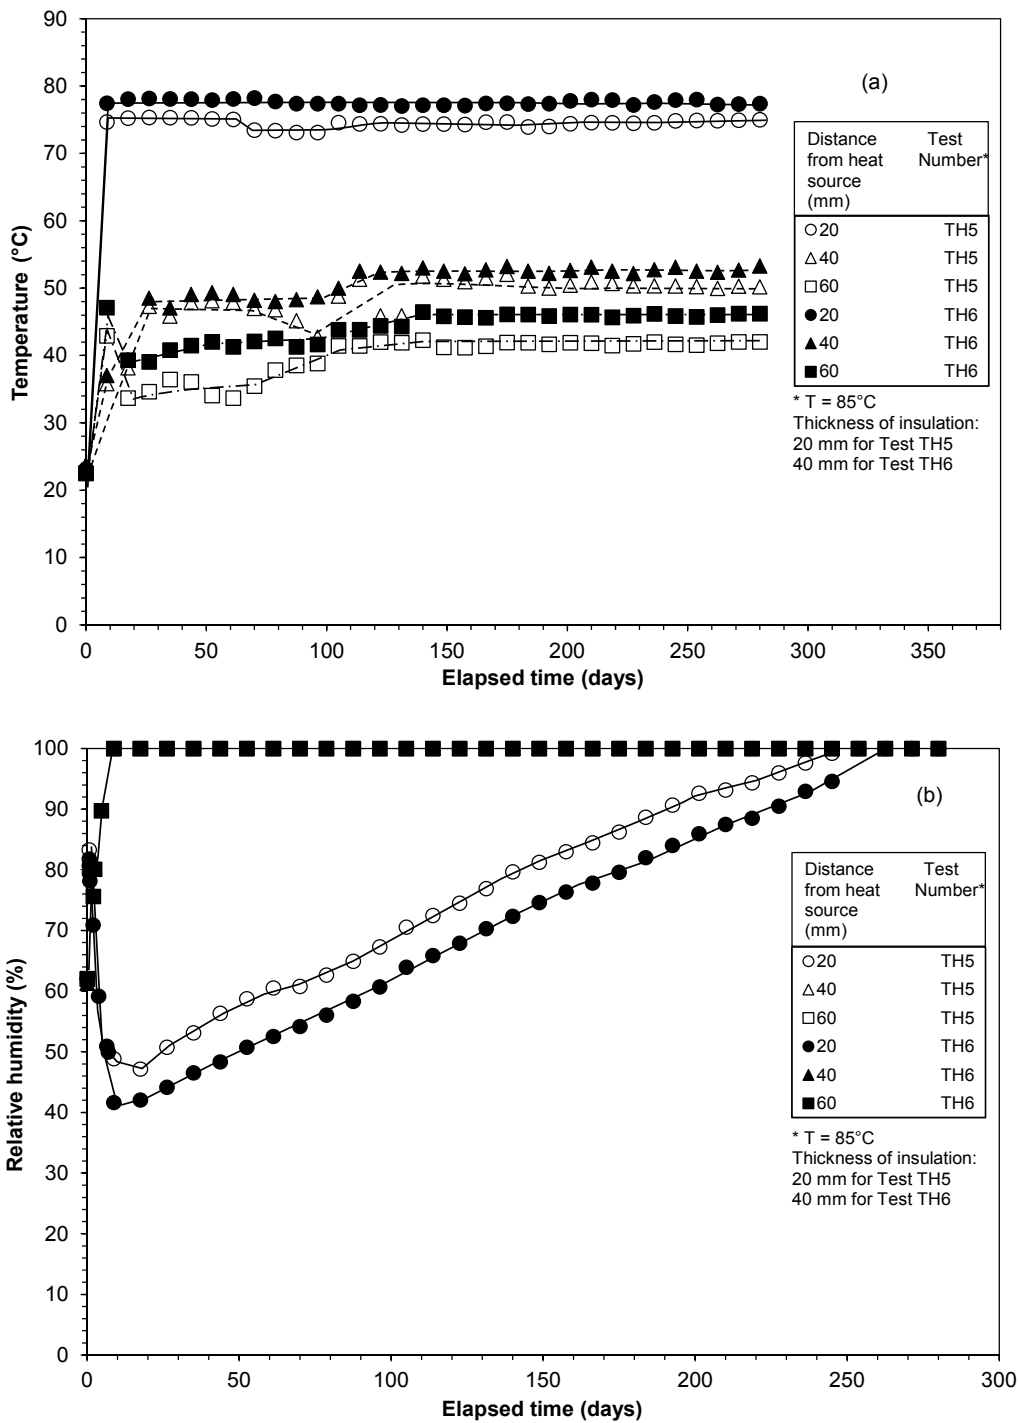 90
80
70
60
50
40
30
20
10
0
Temperature (°C)
(a)
Distance Test
from heat Number*
source
(mm)
20 TH5
40 TH5
60 TH5
20 TH6
40 TH6
60 TH6
* T = 85°C
Thickness of insulation:
20 mm for Test TH5
40 mm for Test TH6
0 50 100 150 200 250 300 350
Elapsed time (days)
100
90
80
70
60
50
40
30
20
10
0
Relative humidity (%)
(b)
Distance Test
from heat Number*
source
(mm)
20 TH5
40 TH5
60 TH5
20 TH6
40 TH6
60 TH6
* T = 85°C
Thickness of insulation:
20 mm for Test TH5
40 mm for Test TH6
0 50 100 150 200 250 300
Elapsed time (days)